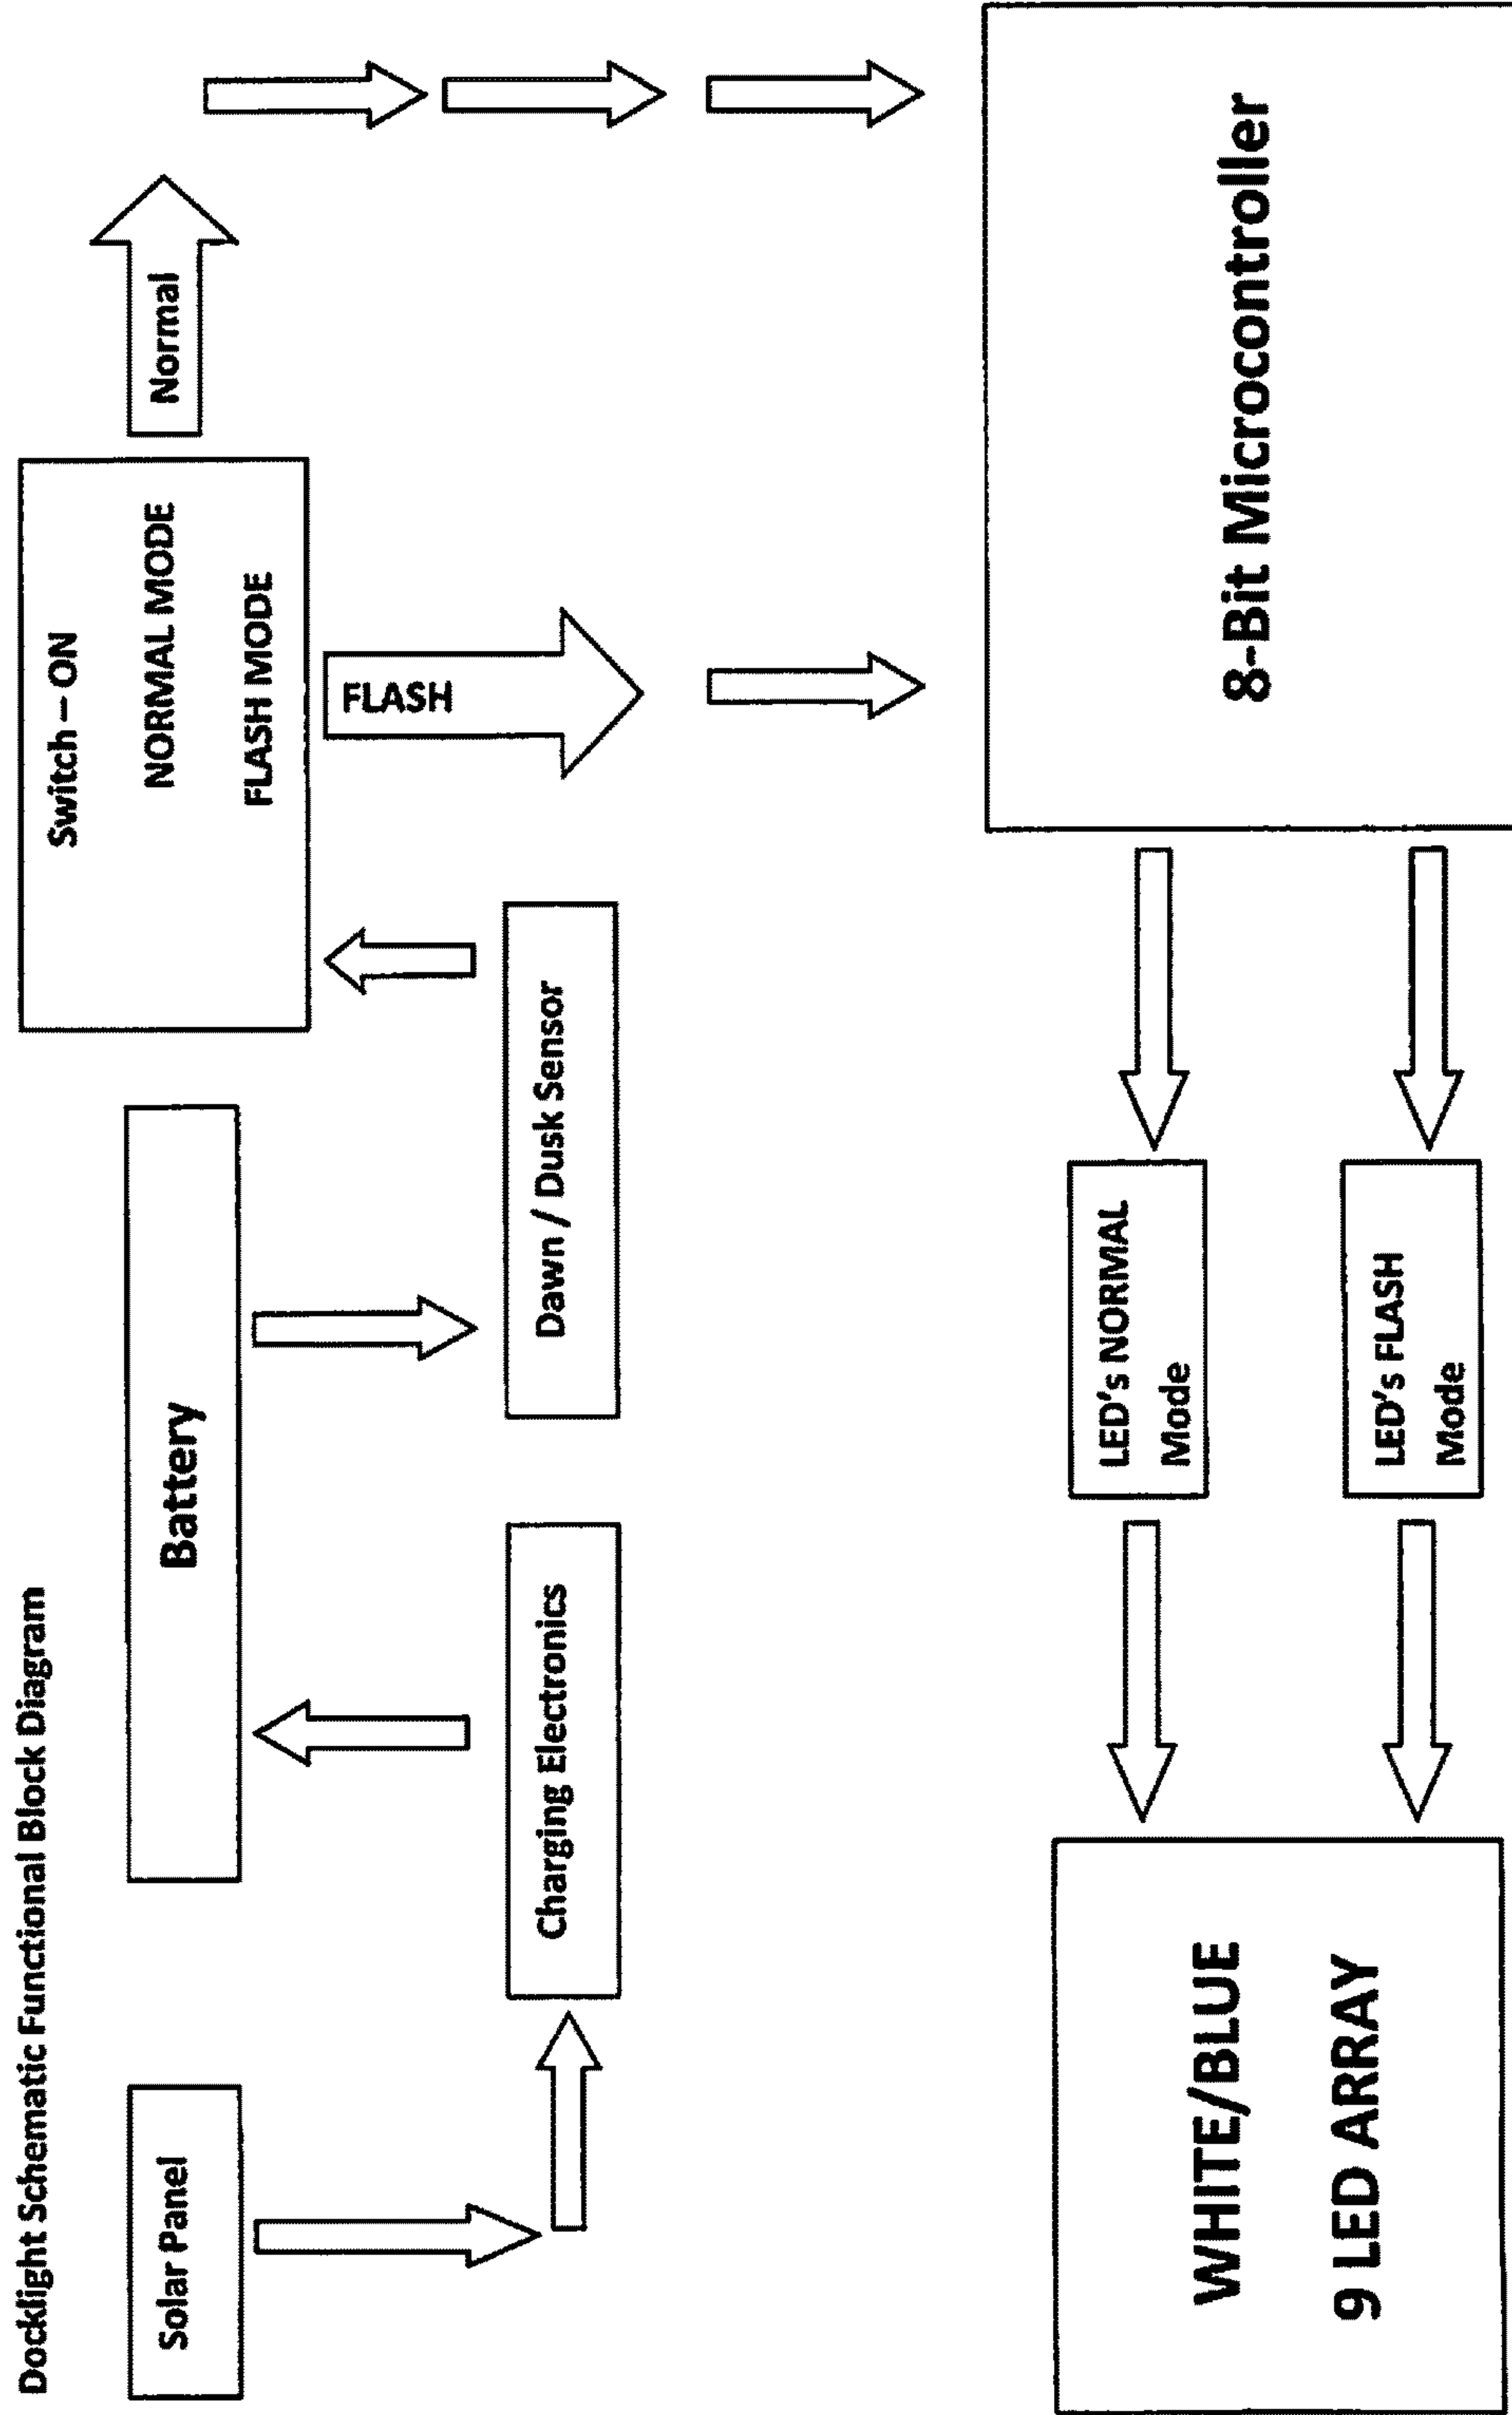 Docklight Schematic Functional Block Diagram
Solar Panel
Battery
Switch – ON
NORMAL MODE
FLASH MODE
Normal
FLASH
Charging Electronics
Dawn / Dusk Sensor
WHITE/BLUE
9 LED ARRAY
LED's NORMAL
Mode
LED's FLASH
Mode
8-Bit Microcontroller